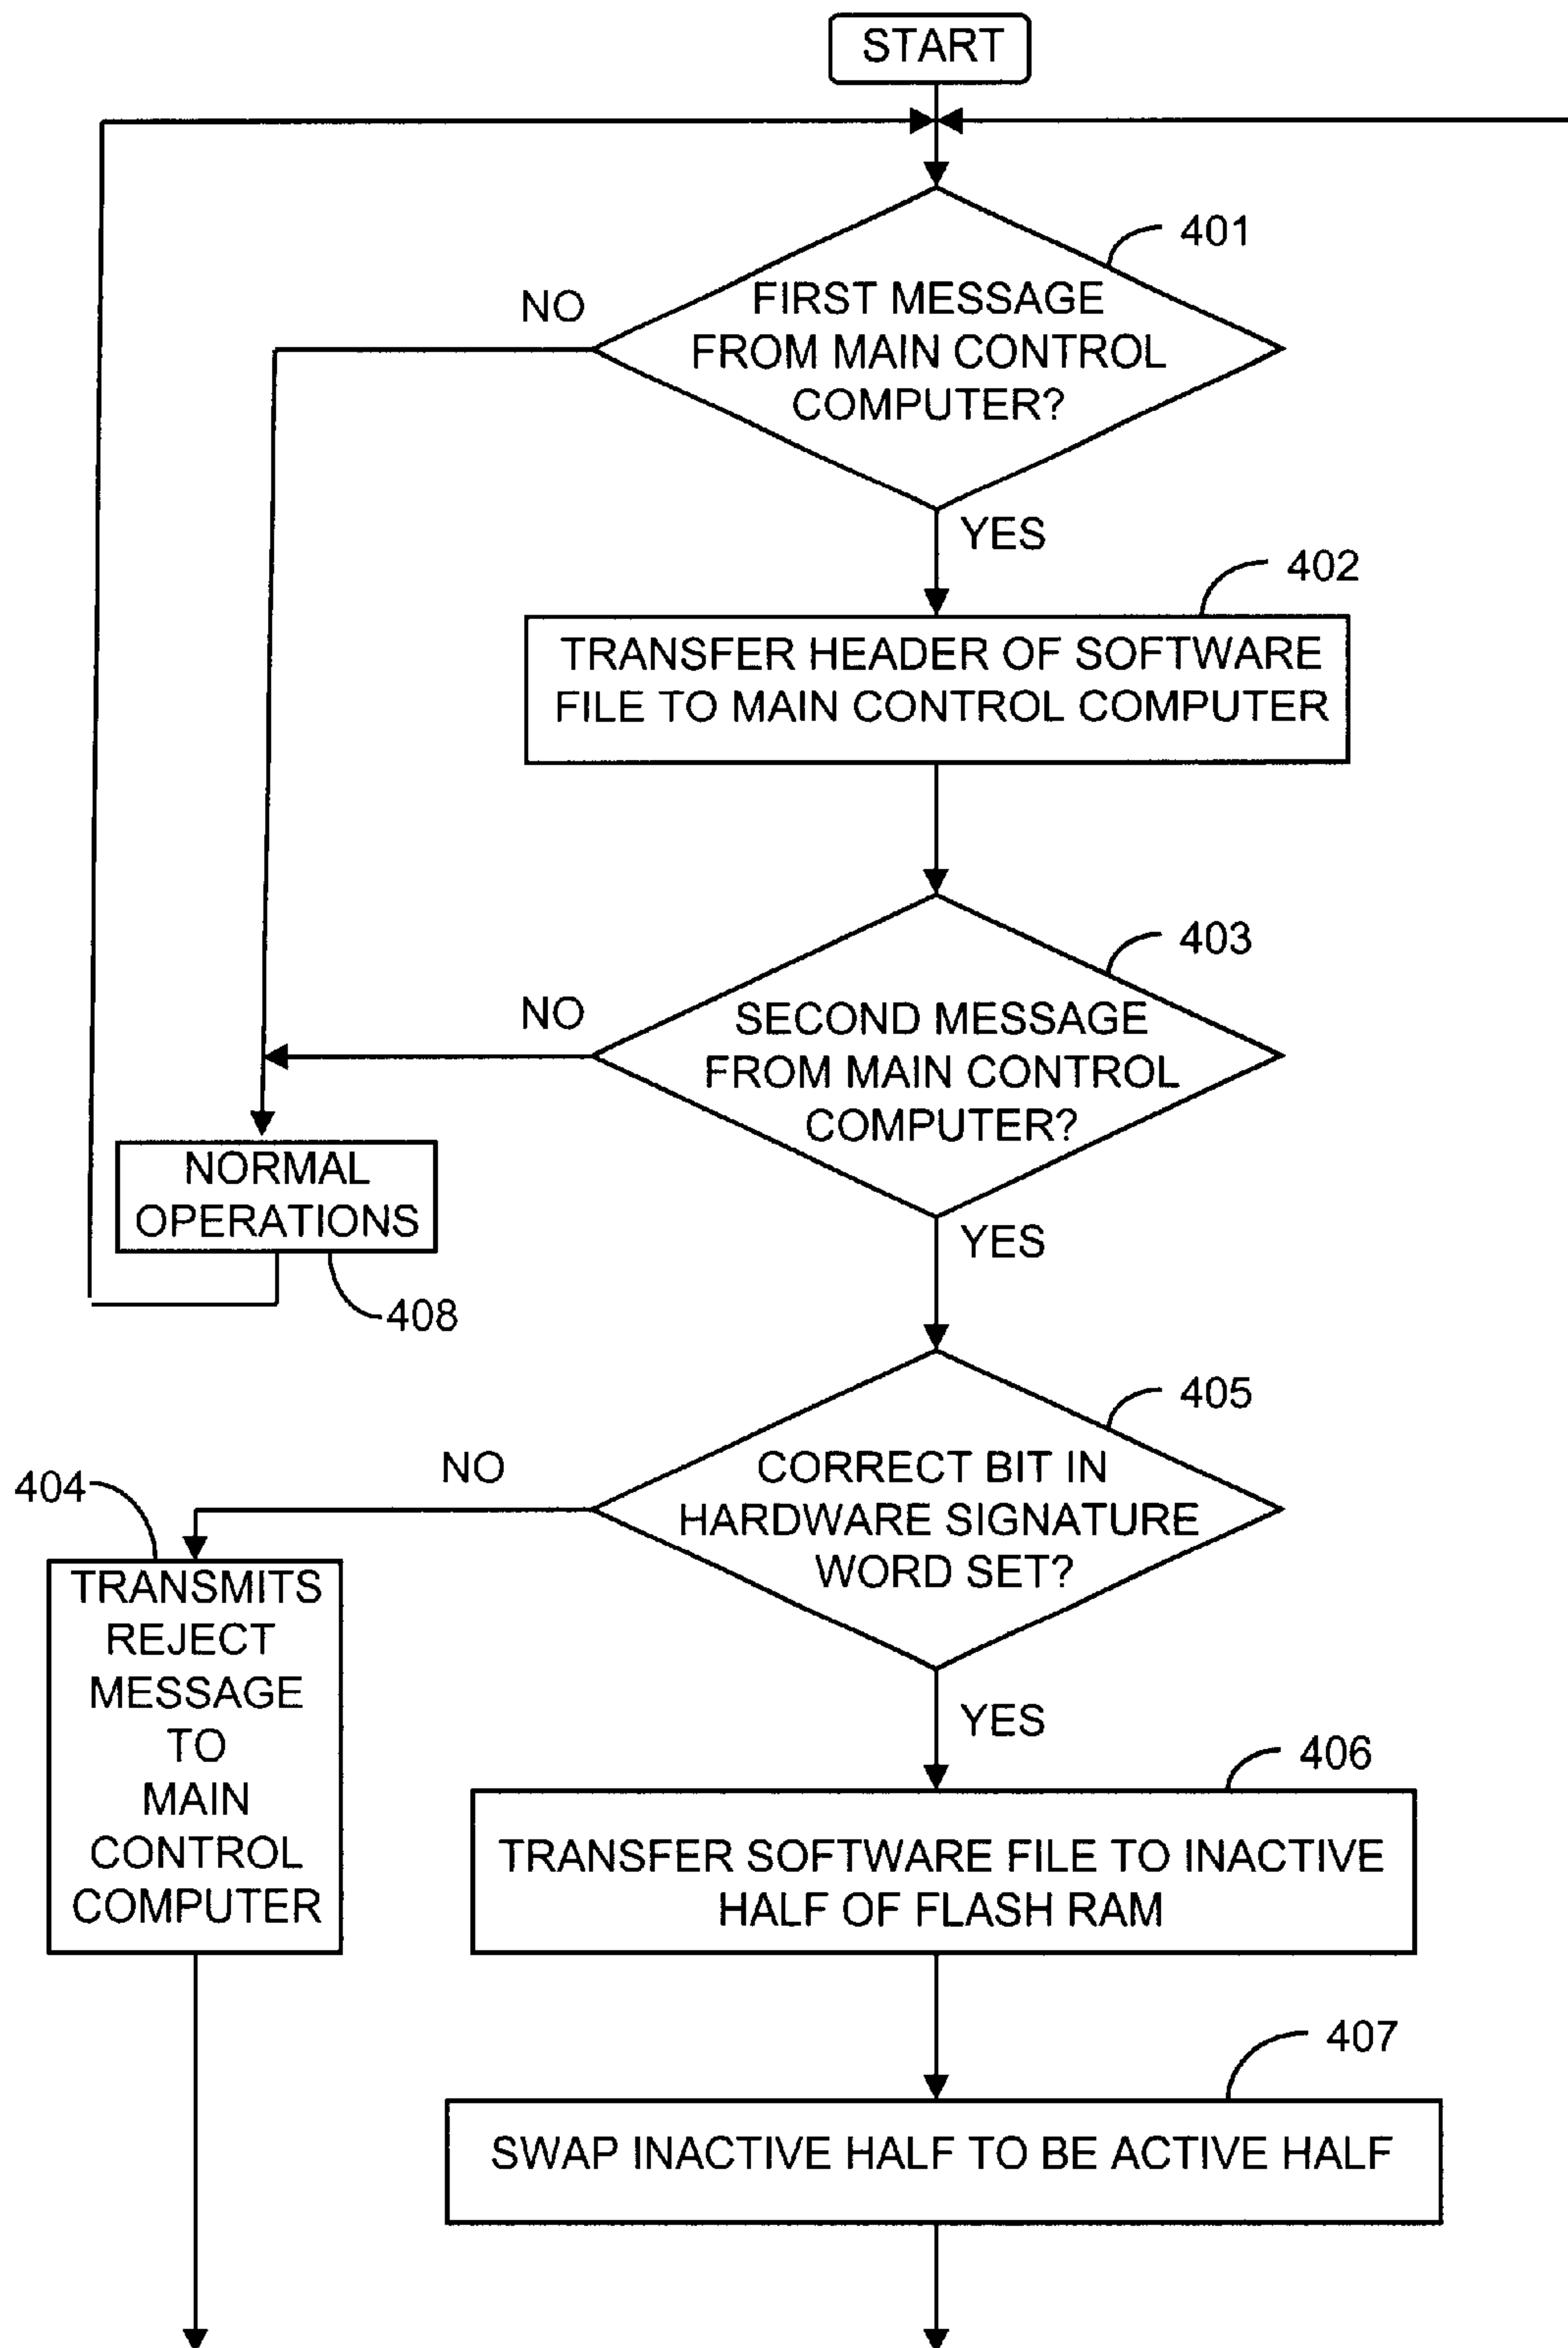 START
401
NO
FIRST MESSAGE
FROM MAIN CONTROL
COMPUTER?
YES
402
TRANSFER HEADER OF SOFTWARE
FILE TO MAIN CONTROL COMPUTER
403
NO
SECOND MESSAGE
FROM MAIN CONTROL
COMPUTER?
NORMAL
OPERATIONS
YES
408
405
NO
CORRECT BIT IN
HARDWARE SIGNATURE
WORD SET?
404
TRANSMITS
REJECT
MESSAGE
TO
MAIN
CONTROL
COMPUTER
YES
406
TRANSFER SOFTWARE FILE TO INACTIVE
HALF OF FLASH RAM
407
SWAP INACTIVE HALF TO BE ACTIVE HALF